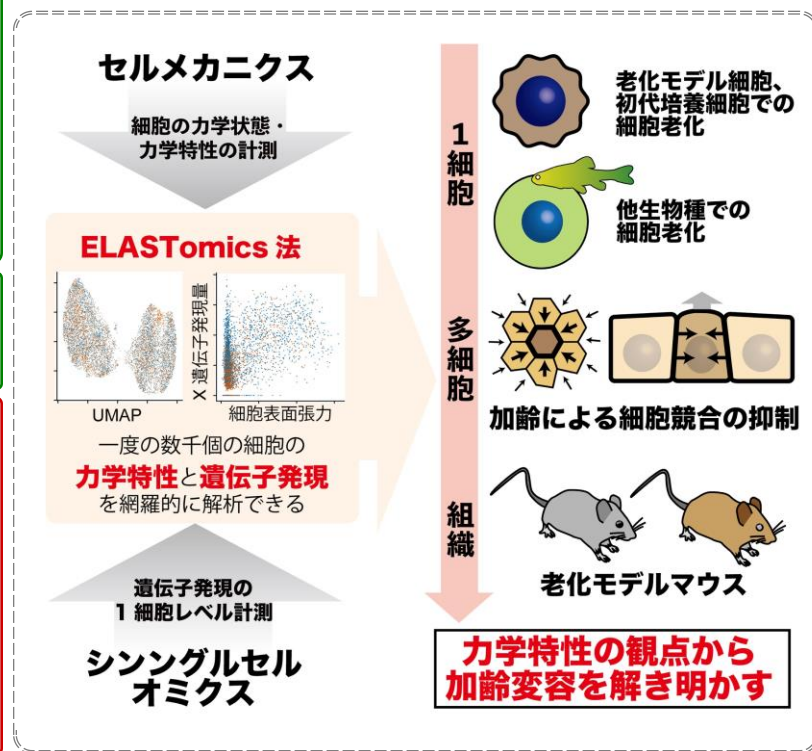 セルメカニクス
細胞の力学状態・
力学特性の計測
ELASTomics 法
X 遺伝子発現量
UMAP
細胞表面張力
一度の数千個の細胞の
力学特性と遺伝子発現
を網羅的に解析できる
遺伝子発現の
1 細胞レベル計測
シンングルセル
オミクス
1細胞
老化モデル細胞、
初代培養細胞での
細胞老化
他生物種での
細胞老化
多細胞
加齢による細胞競合の抑制
組織
老化モデルマウス
力学特性の観点から
加齢変容を解き明かす